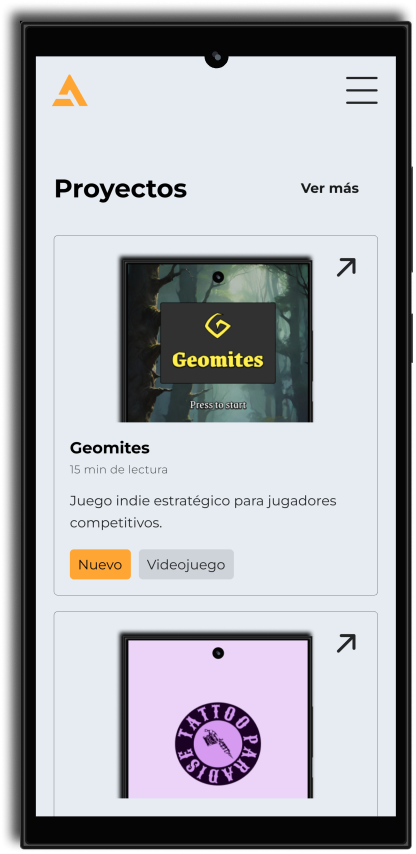 Proyectos
Ver más
Geomites
Press to start
Geomites
15 min de lectura
Juego indie estratégico para jugadores
competitivos.
Nuevo
Videojuego
TATTOO PARADISE